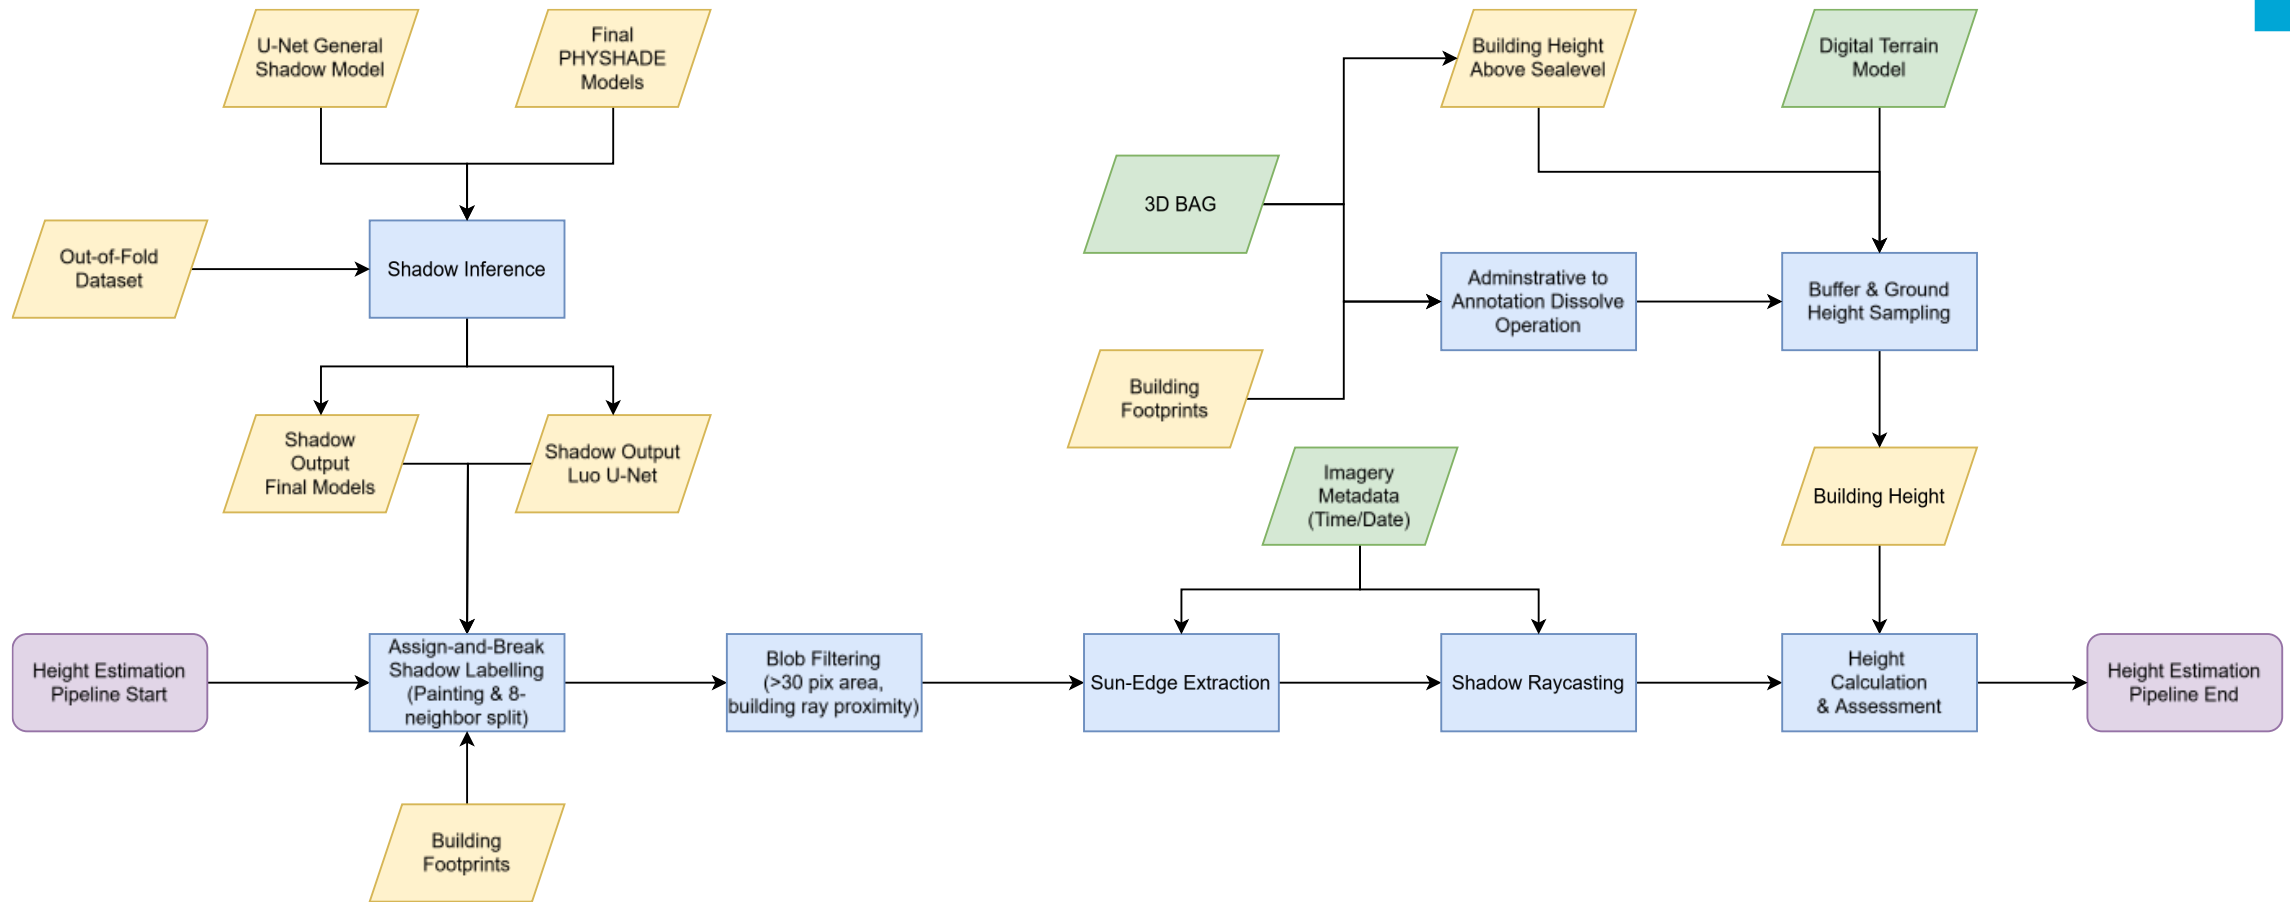 U-Net General
Shadow Model
Final
PHYSHADE
Models
Building Height
Above Sealevel
Digital Terrain
Model
3D BAG
Out-of-Fold
Dataset
Shadow Inference
Adminstrative to
Annotation Dissolve
Operation
Buffer & Ground
Height Sampling
Building
Footprints
Shadow
Output
Final Models
Shadow Output
Luo U-Net
Imagery
Metadata
(Time/Date)
Building Height
Height Estimation
Pipeline Start
Assign-and-Break
Shadow Labelling
(Painting & 8-
neighbor split)
Blob Filtering
(>30 pix area,
building ray proximity)
Sun-Edge Extraction
Shadow Raycasting
Height
Calculation
& Assessment
Height Estimation
Pipeline End
Building
Footprints